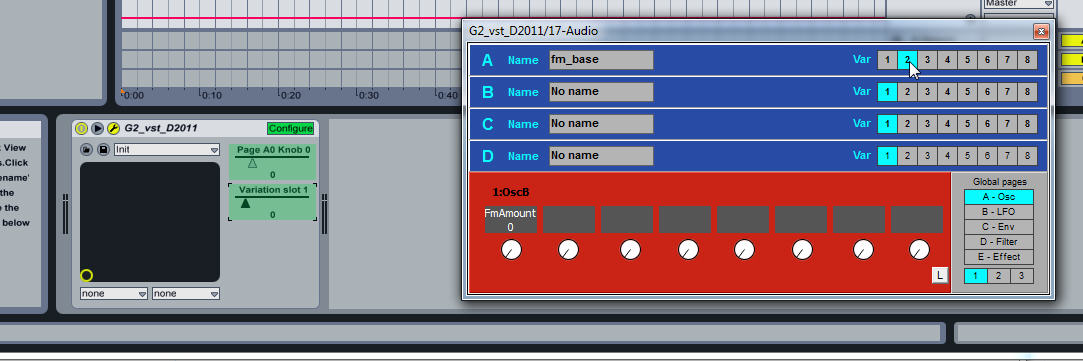 Master
G2_vst_D2011/17-Audio
A Name fm_base Var 1 2 3 4 5 6 7 8
B Name No name Var 1 2 3 4 5 6 7 8
C Name No name Var 1 2 3 4 5 6 7 8
D Name No name Var 1 2 3 4 5 6 7 8
1:OscB
FmAmount
0
L
Global pages
A - Osc
B - LFO
C - Env
D - Filter
E - Effect
1 2 3
0:00 0:10 0:20 0:30 0:40
View
s.Click
ename'
the
e the
below
G2_vst_D2011 Configure
Init
Page A0 Knob 0
0
Variation slot 1
0
none none